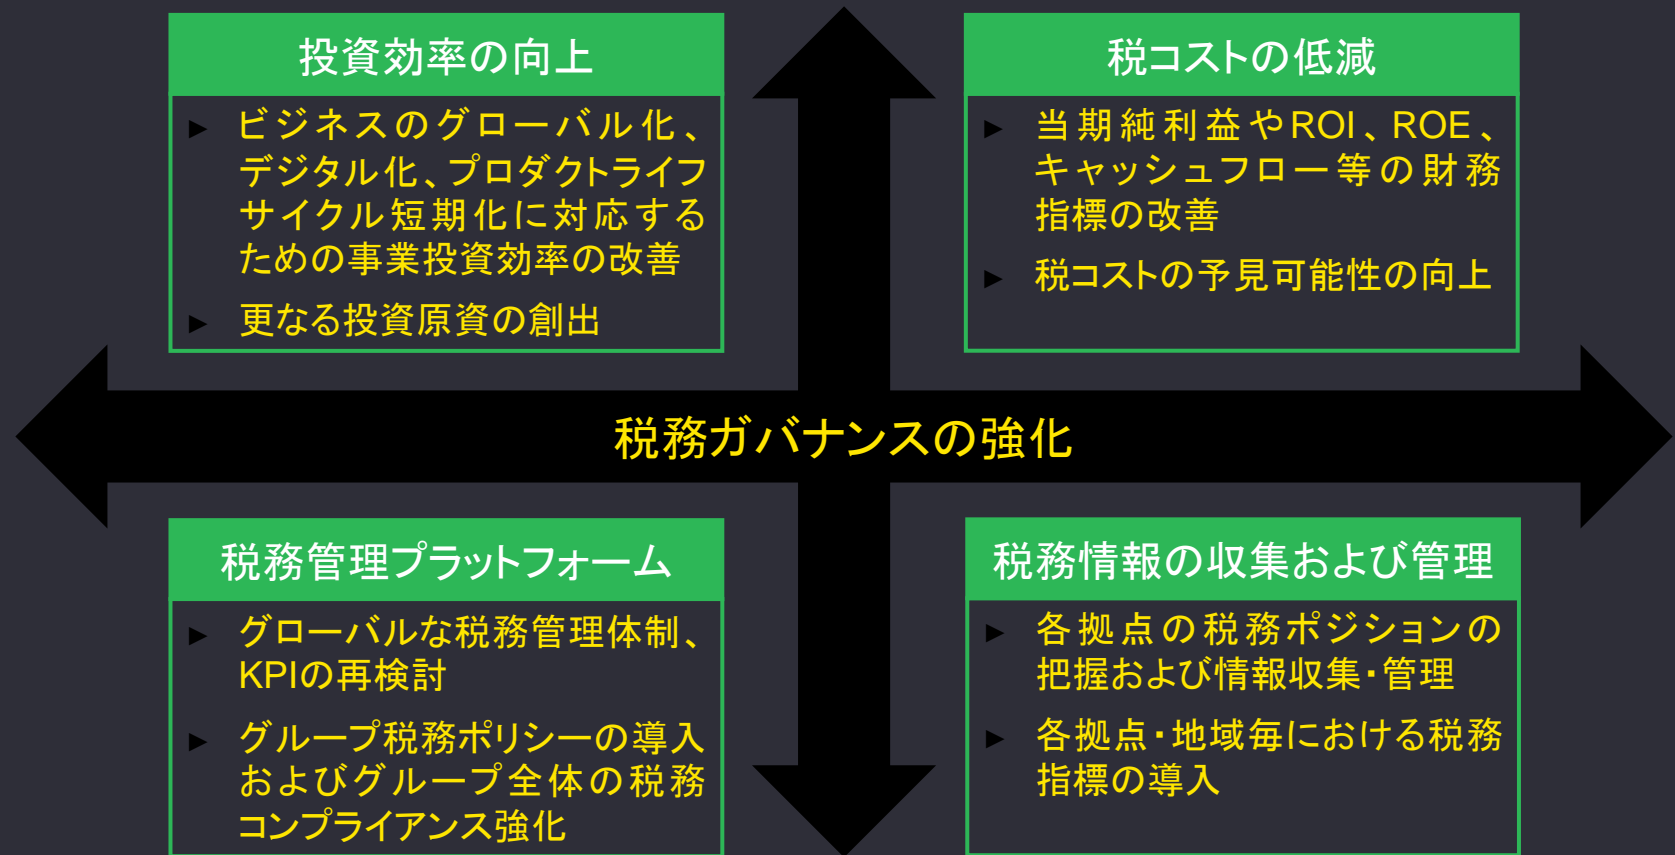 投資効率の向上
► ビジネスのグローバル化、
デジタル化、プロダクトライフ
サイクル短期化に対応する
ための事業投資効率の改善
► 更なる投資原資の創出
税コストの低減
► 当期純利益やROI、ROE、
キャッシュフロー等の財務
指標の改善
► 税コストの予見可能性の向上
税務ガバナンスの強化
税務管理プラットフォーム
► グローバルな税務管理体制、
KPIの再検討
► グループ税務ポリシーの導入
およびグループ全体の税務
コンプライアンス強化
税務情報の収集および管理
► 各拠点の税務ポジションの
把握および情報収集・管理
► 各拠点・地域毎における税務
指標の導入